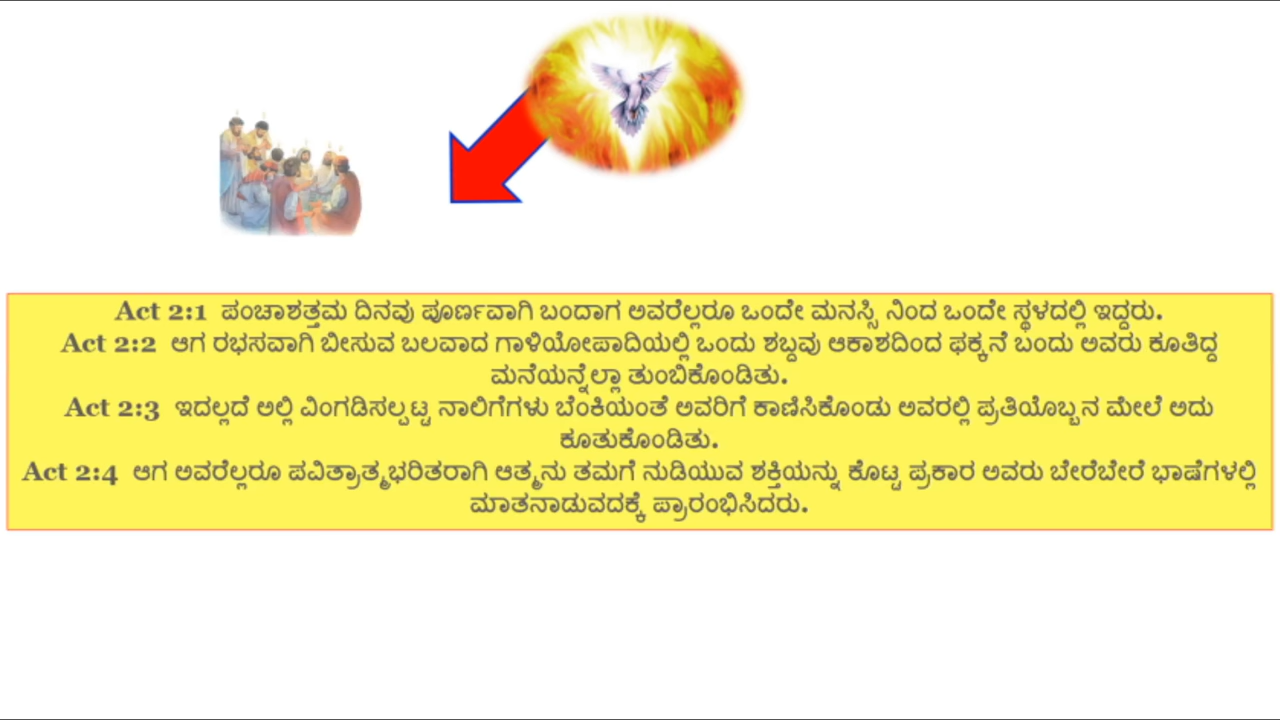 Act 2:1 ಪಂಚಾಶತ್ತಮ ದಿನವು ಪೂರ್ಣವಾಗಿ ಬಂದಾಗ ಅವರೆಲ್ಲರೂ ಒಂದೇ ಮನಸ್ಸಿ ನಿಂದ ಒಂದೇ ಸ್ಥಳದಲ್ಲಿ ಇದ್ದರು.
Act 2:2 ಆಗ ರಭಸವಾಗಿ ಬೀಸುವ ಬಲವಾದ ಗಾಳಿಯೋಪಾದಿಯಲ್ಲಿ ಒಂದು ಶಬ್ದವು ಆಕಾಶದಿಂದ ಫಕ್ಕನೆ ಬಂದು ಅವರು ಕೂತಿದ್ದ
ಮನೆಯನ್ನೆಲ್ಲಾ ತುಂಬಿಕೊಂಡಿತು.
Act 2:3 ಇದಲ್ಲದೆ ಅಲ್ಲಿ ವಿಂಗಡಿಸಲ್ಪಟ್ಟ ನಾಲಿಗೆಗಳು ಬೆಂಕಿಯಂತೆ ಅವರಿಗೆ ಕಾಣಿಸಿಕೊಂಡು ಅವರಲ್ಲಿ ಪ್ರತಿಯೊಬ್ಬನ ಮೇಲೆ ಅದು
ಕೂತುಕೊಂಡಿತು.
Act 2:4 ಆಗ ಅವರೆಲ್ಲರೂ ಪವಿತ್ರಾತ್ಮಭರಿತರಾಗಿ ಆತ್ಮನು ತಮಗೆ ನುಡಿಯುವ ಶಕ್ತಿಯನ್ನು ಕೊಟ್ಟ ಪ್ರಕಾರ ಅವರು ಬೇರೆಬೇರೆ ಭಾಷೆಗಳಲ್ಲಿ
ಮಾತನಾಡುವದಕ್ಕೆ ಪ್ರಾರಂಭಿಸಿದರು.